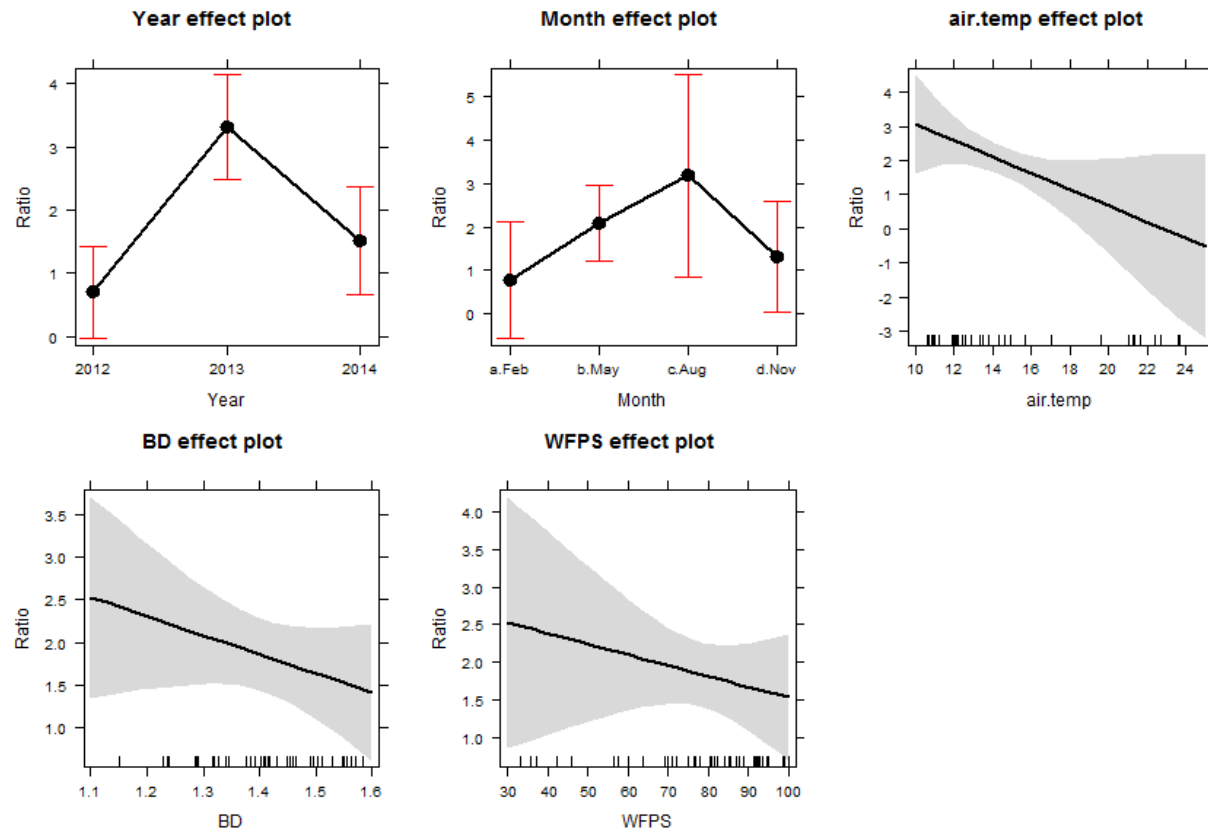 Year effect plot
4
3
2
1
0
Ratio
2012 2013 2014
Year
Month effect plot
5
4
3
2
1
0
Ratio
a.Feb b.May c.Aug d.Nov
Month
air.temp effect plot
4
3
2
1
0
-1
-2
-3
Ratio
10 12 14 16 18 20 22 24
air.temp
BD effect plot
3.5
3.0
2.5
2.0
1.5
1.0
Ratio
1.1 1.2 1.3 1.4 1.5 1.6
BD
WFPS effect plot
4.0
3.5
3.0
2.5
2.0
1.5
1.0
Ratio
30 40 50 60 70 80 90 100
WFPS